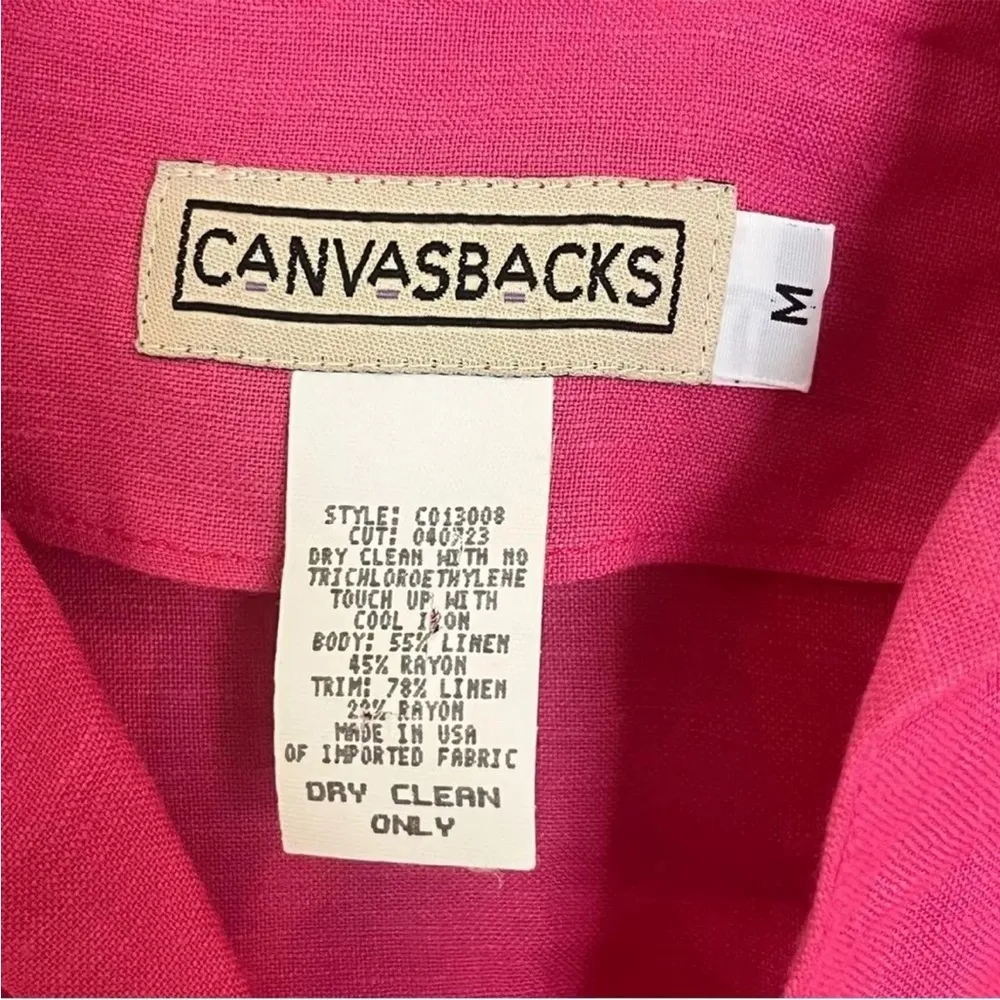 CANVASBACKS
M
STYLE: C013008
CUT: 040723
DRY CLEAN WITH NO
TRICHLOROETHYLENE
TOUCH UP WITH
COOL IRON
BODY: 55% LINEN
45% RAYON
TRIM: 78% LINEN
22% RAYON
MADE IN USA
OF IMPORTED FABRIC
DRY CLEAN
ONLY